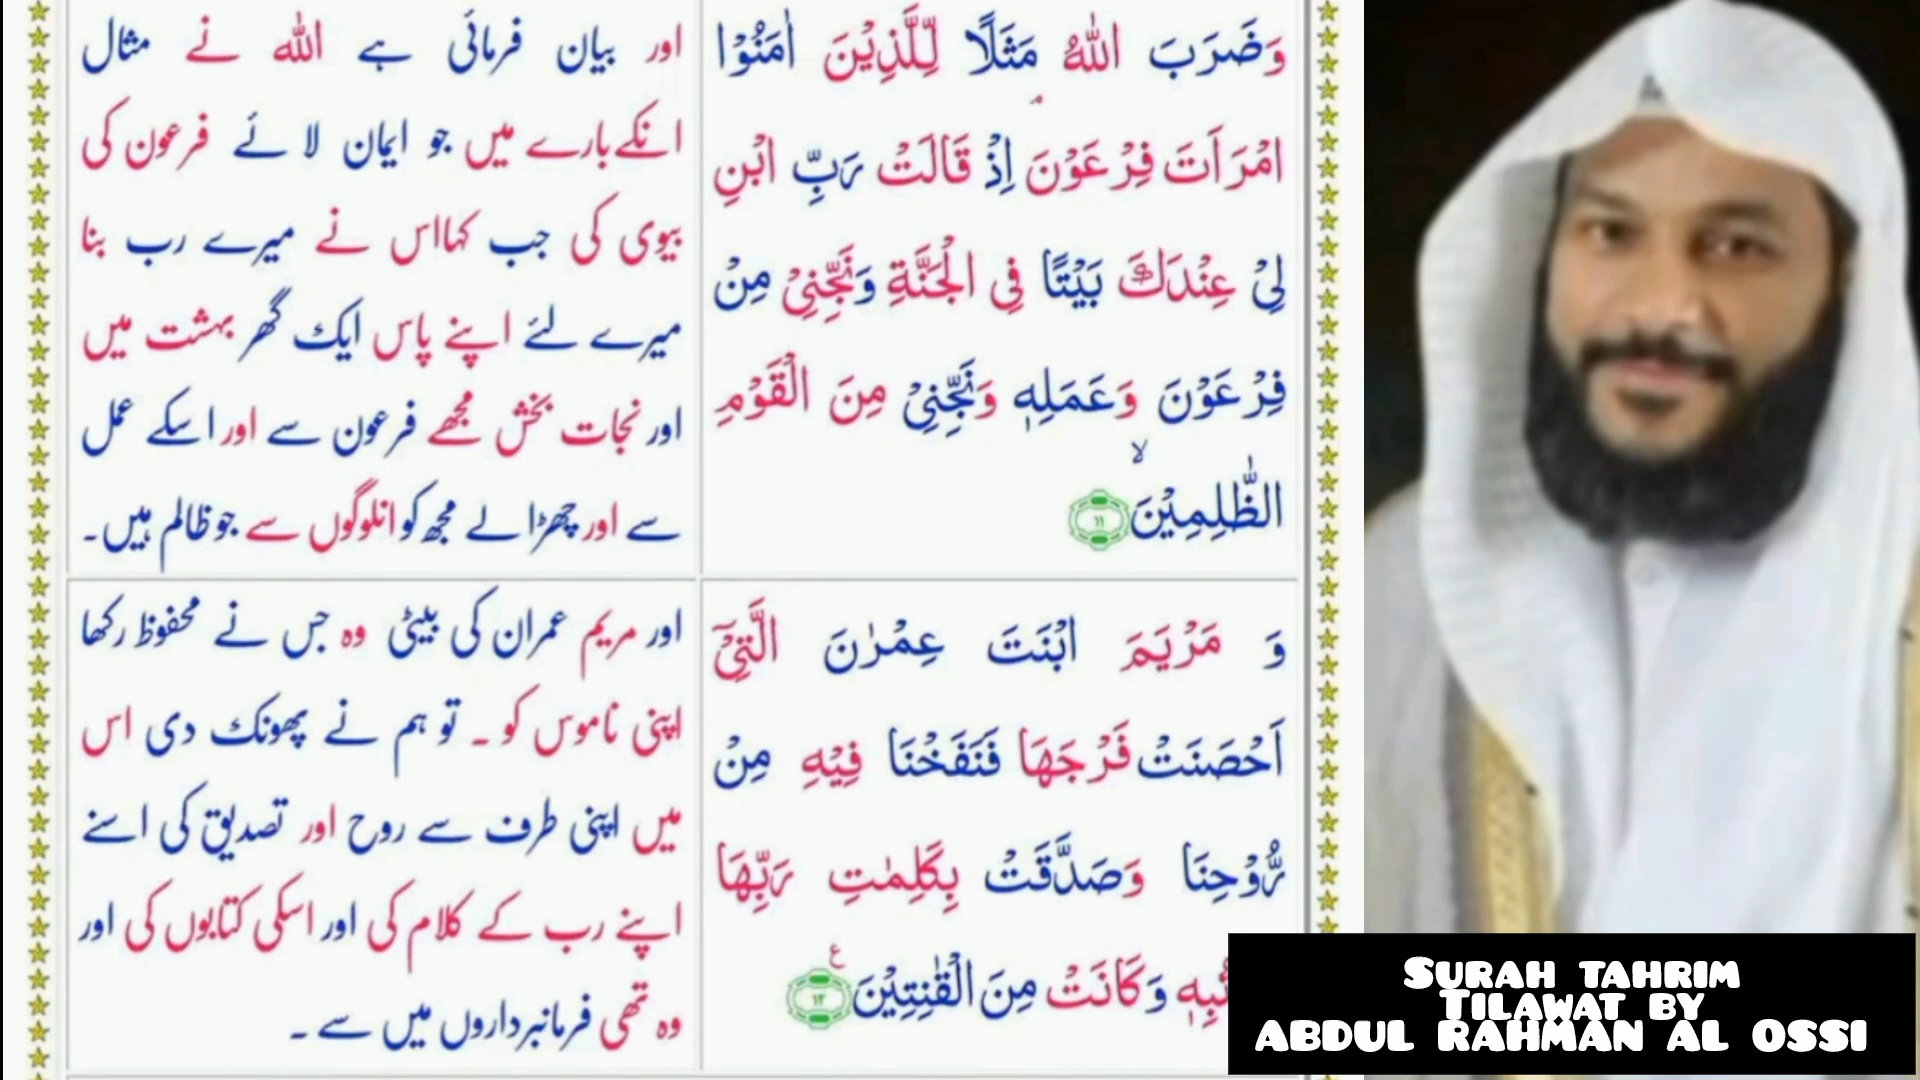 وَضَرَبَ اللّٰهُ مَثَلًا لِّلَّذِيْنَ اٰمَنُوا
امْرَاَتَ فِرْعَوْنَ ۘ اِذْ قَالَتْ رَبِّ ابْنِ
لِيْ عِنْدَكَ بَيْتًا فِي الْجَنَّةِ وَنَجِّنِيْ مِنْ
فِرْعَوْنَ وَعَمَلِهٖ وَنَجِّنِيْ مِنَ الْقَوْمِ
الظّٰلِمِيْنَ ۙ ١١
اور بیان فرمائی ہے اللہ نے مثال
انکے بارے میں جو ایمان لائے فرعون کی
بیوی کی جب کہا اس نے میرے رب بنا
میرے لئے اپنے پاس ایک گھر بہشت میں
اور نجات بخش مجھے فرعون سے اور اسکے عمل
سے اور چھڑا لے مجھ کو انلوگوں سے جو ظالم ہیں۔
وَ مَرْيَمَ ابْنَتَ عِمْرٰنَ الَّتِيْۤ
اَحْصَنَتْ فَرْجَهَا فَنَفَخْنَا فِيْهِ مِنْ
رُّوْحِنَا وَصَدَّقَتْ بِكَلِمٰتِ رَبِّهَا
وَكَانَتْ مِنَ الْقٰنِتِيْنَ ع ١٢
اور مریم عمران کی بیٹی وہ جس نے محفوظ رکھا
اپنی ناموس کو ۔ تو ہم نے پھونک دی اس
میں اپنی طرف سے روح اور تصدیق کی اسنے
اپنے رب کے کلام کی اور اسکی کتابوں کی اور
وہ تھی فرمانبرداروں میں سے ۔
SURAH TAHRIM
TILAWAT BY
ABDUL RAHMAN AL OSSI